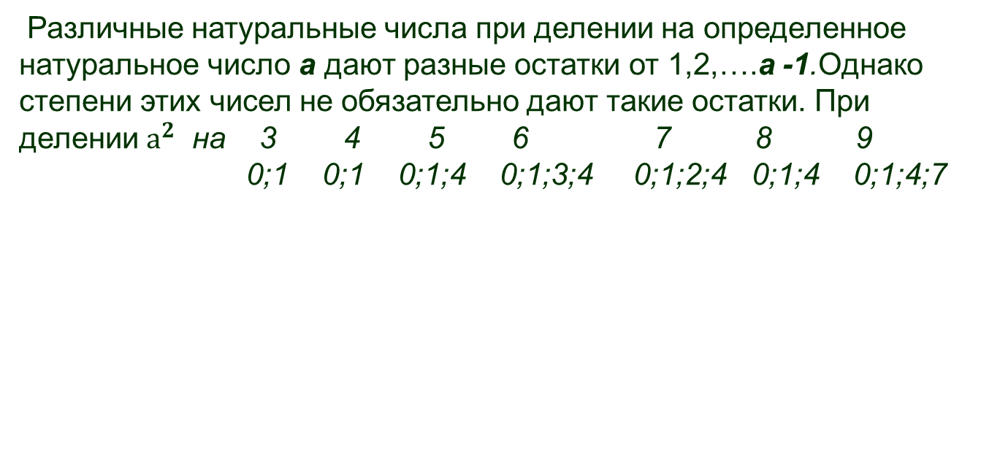 Различные натуральные числа при делении на определенное
натуральное число а дают разные остатки от 1,2,….а -1.Однако
степени этих чисел не обязательно дают такие остатки. При
делении а² на 3 4 5 6 7 8 9
0;1 0;1 0;1;4 0;1;3;4 0;1;2;4 0;1;4 0;1;4;7